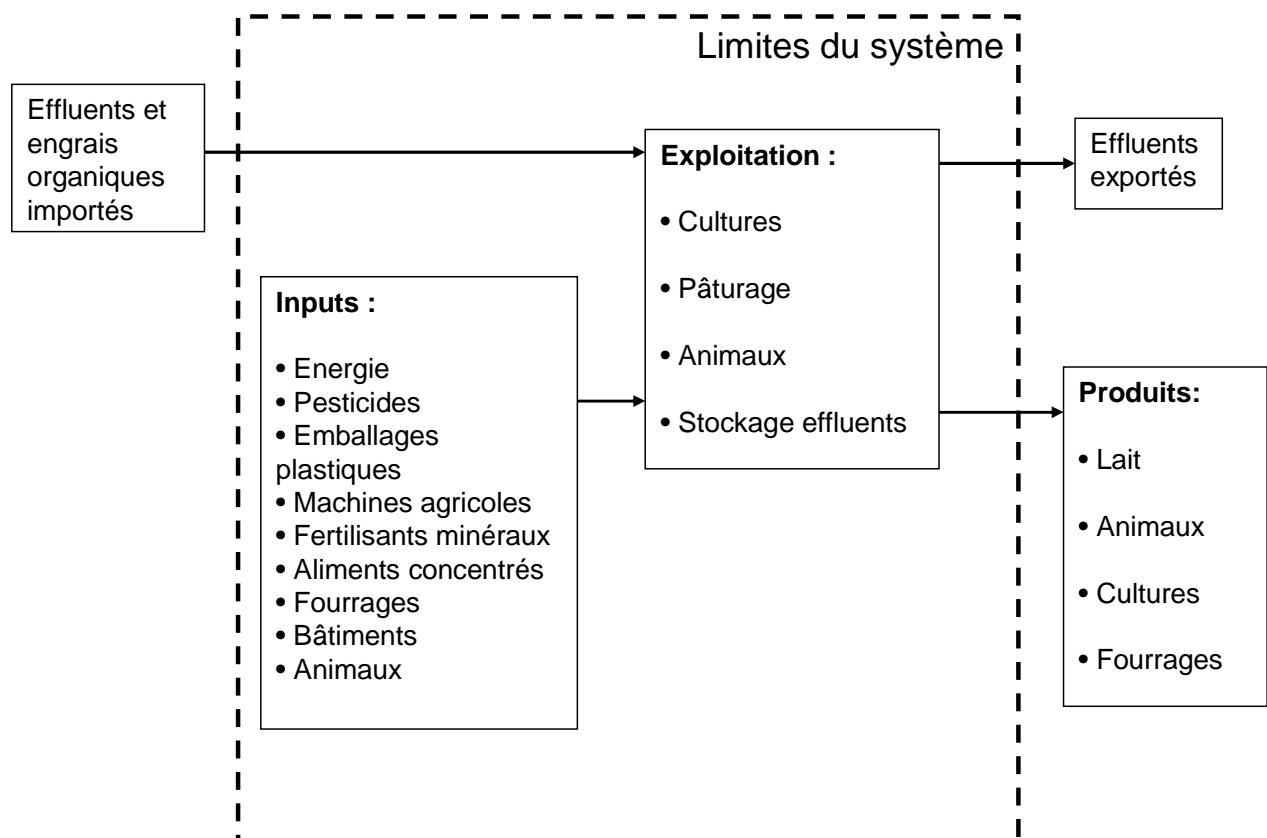 Limites du système
Effluents et
engrais
organiques
importés
Exploitation :
• Cultures
• Pâturage
• Animaux
• Stockage effluents
Effluents
exportés
Inputs :
• Energie
• Pesticides
• Emballages
plastiques
• Machines agricoles
• Fertilisants minéraux
• Aliments concentrés
• Fourrages
• Bâtiments
• Animaux
Produits:
• Lait
• Animaux
• Cultures
• Fourrages